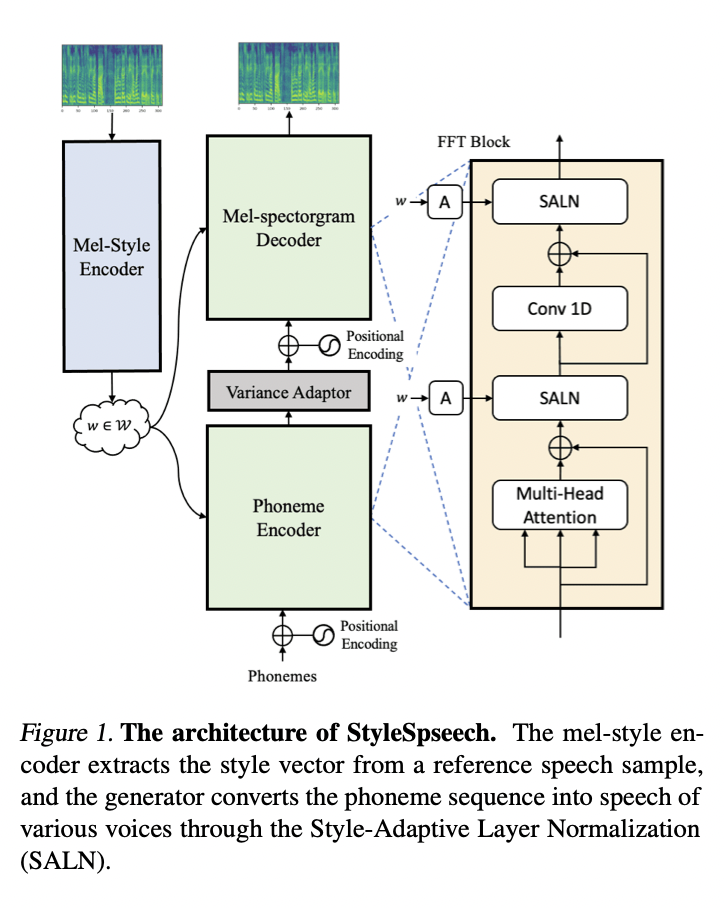 FFT Block
w
A
SALN
Mel-Style
Encoder
Mel-spectorgram
Decoder
Conv 1D
Positional
Encoding
Variance Adaptor
w
A
SALN
w ∈ W
Phoneme
Encoder
Multi-Head
Attention
Positional
Encoding
Phonemes
Figure 1. The architecture of StyleSpseech. The mel-style en-
coder extracts the style vector from a reference speech sample,
and the generator converts the phoneme sequence into speech of
various voices through the Style-Adaptive Layer Normalization
(SALN).